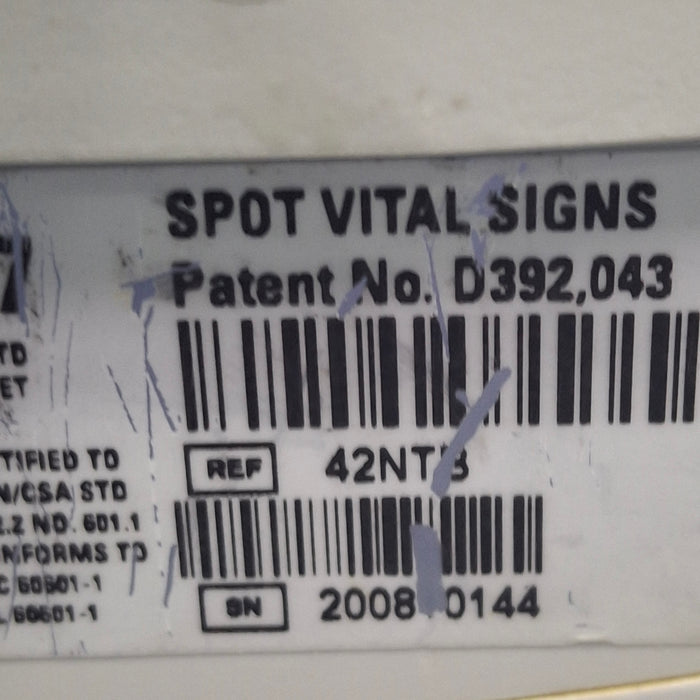 SPOT VITAL SIGNS
Patent No. D392,043
TD
ET
REF 42NTB
TIFIED TO
N/CSA STD
2.2 NO. 601.1
NFORMS TO
C 60601-1
60601-1
SN